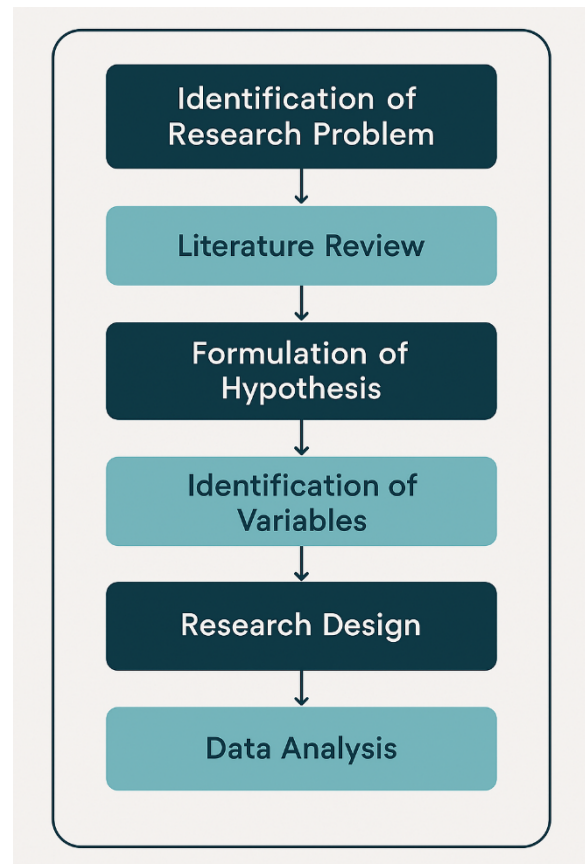 Identification of
Research Problem
Literature Review
Formulation of
Hypothesis
Identification of
Variables
Research Design
Data Analysis